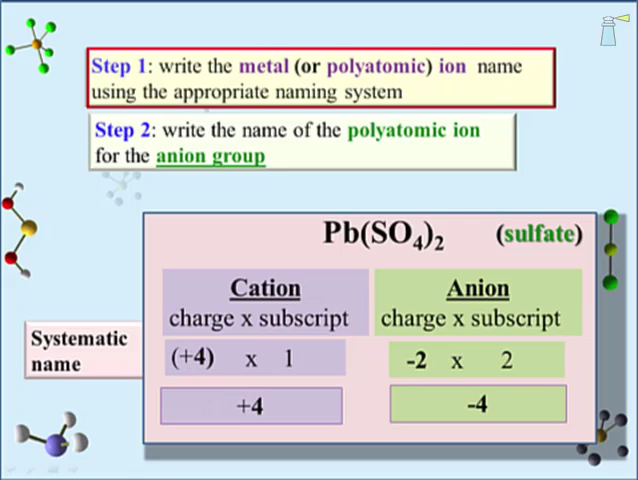 Step 1: write the metal (or polyatomic) ion name
using the appropriate naming system
Step 2: write the name of the polyatomic ion
for the anion group
Pb(SO₄)₂ (sulfate)
Cation Anion
charge x subscript charge x subscript
Systematic
name
(+4) x 1 -2 x 2
+4 -4